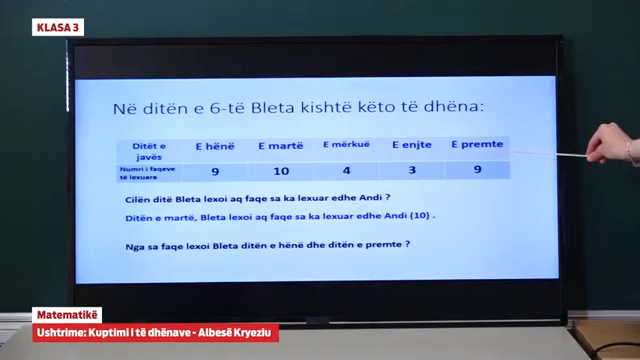 KLASA 3
Në ditën e 6-të Bleta kishtë këto të dhëna:
Ditët e javës E hënë E martë E mërkuë E enjte E premte
Numri i faqeve të lexuara 9 10 4 3 9
Cilën ditë Bleta lexoi aq faqe sa ka lexuar edhe Andi ?
Ditën e martë, Bleta lexoi aq faqe sa ka lexuar edhe Andi (10) .
Nga sa faqe lexoi Bleta ditën e hënë dhe ditën e premte ?
Matematikë
Ushtrime: Kuptimi i të dhënave - Albesë Kryeziu